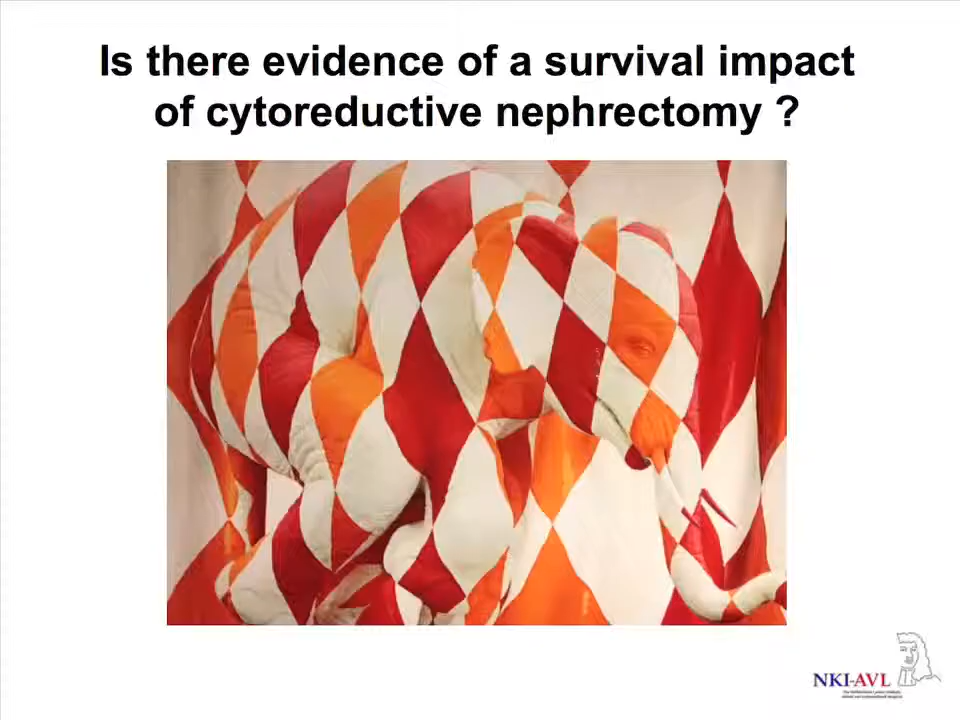 Is there evidence of a survival impact
of cytoreductive nephrectomy ?
NKI-AVL